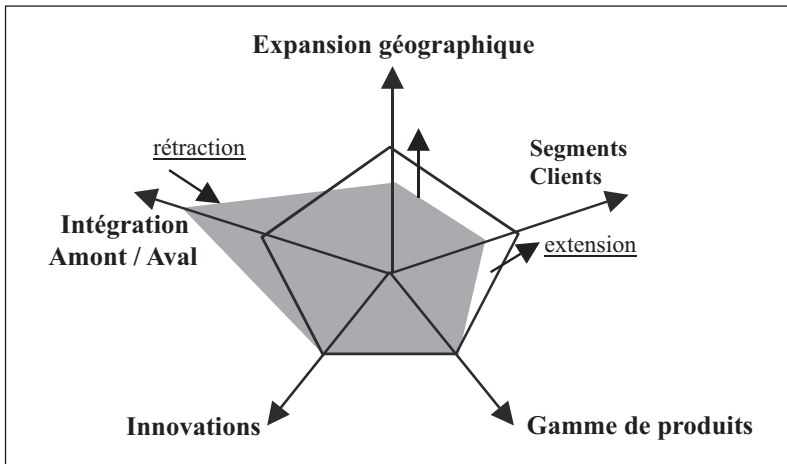 Expansion géographique
rétraction
Segments
Clients
Intégration
Amont / Aval
extension
Innovations
Gamme de produits